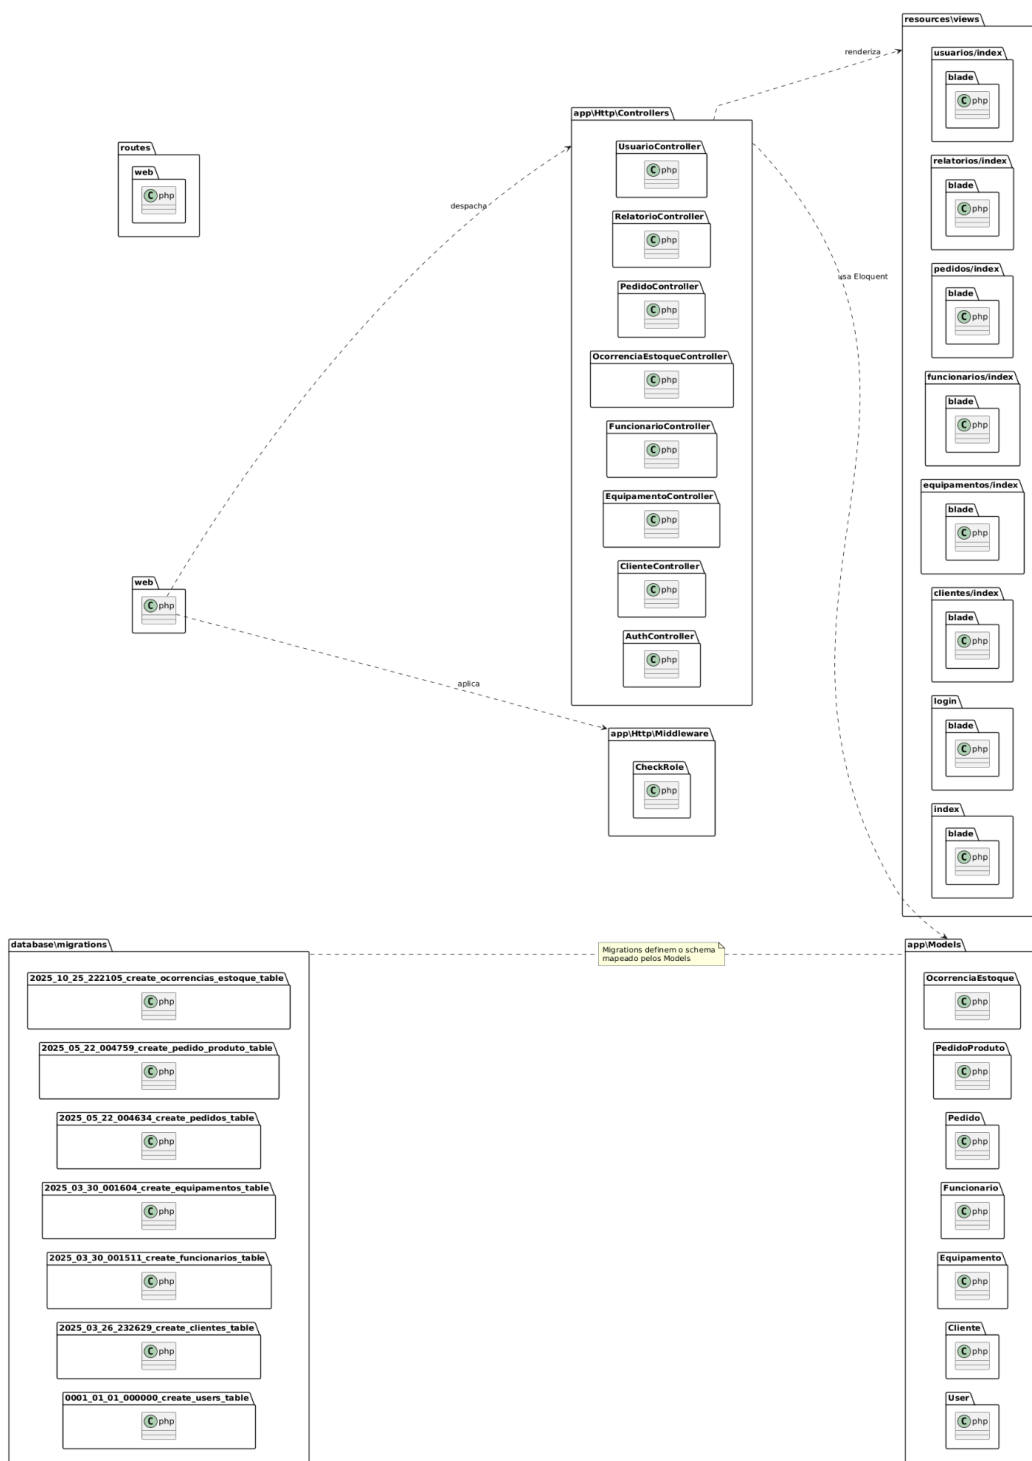 resources\views
usuarios/index
blade
C php
relatorios/index
blade
C php
pedidos/index
blade
C php
funcionarios/index
blade
C php
equipamentos/index
blade
C php
clientes/index
blade
C php
login
blade
C php
index
blade
C php
renderiza
app\Http\Controllers
UsuarioController
C php
RelatorioController
C php
PedidoController
C php
OcorrenciaEstoqueController
C php
FuncionarioController
C php
EquipamentoController
C php
ClienteController
C php
AuthController
C php
routes
web
C php
despacha
usa Eloquent
web
C php
aplica
app\Http\Middleware
CheckRole
C php
database\migrations
2025_10_25_222105_create_ocorrencias_estoque_table
C php
2025_05_22_004759_create_pedido_produto_table
C php
2025_05_22_004634_create_pedidos_table
C php
2025_03_30_001604_create_equipamentos_table
C php
2025_03_30_001511_create_funcionarios_table
C php
2025_03_26_232629_create_clientes_table
C php
0001_01_01_000000_create_users_table
C php
Migrations definem o schema
mapeado pelos Models
app\Models
OcorrenciaEstoque
C php
PedidoProduto
C php
Pedido
C php
Funcionario
C php
Equipamento
C php
Cliente
C php
User
C php